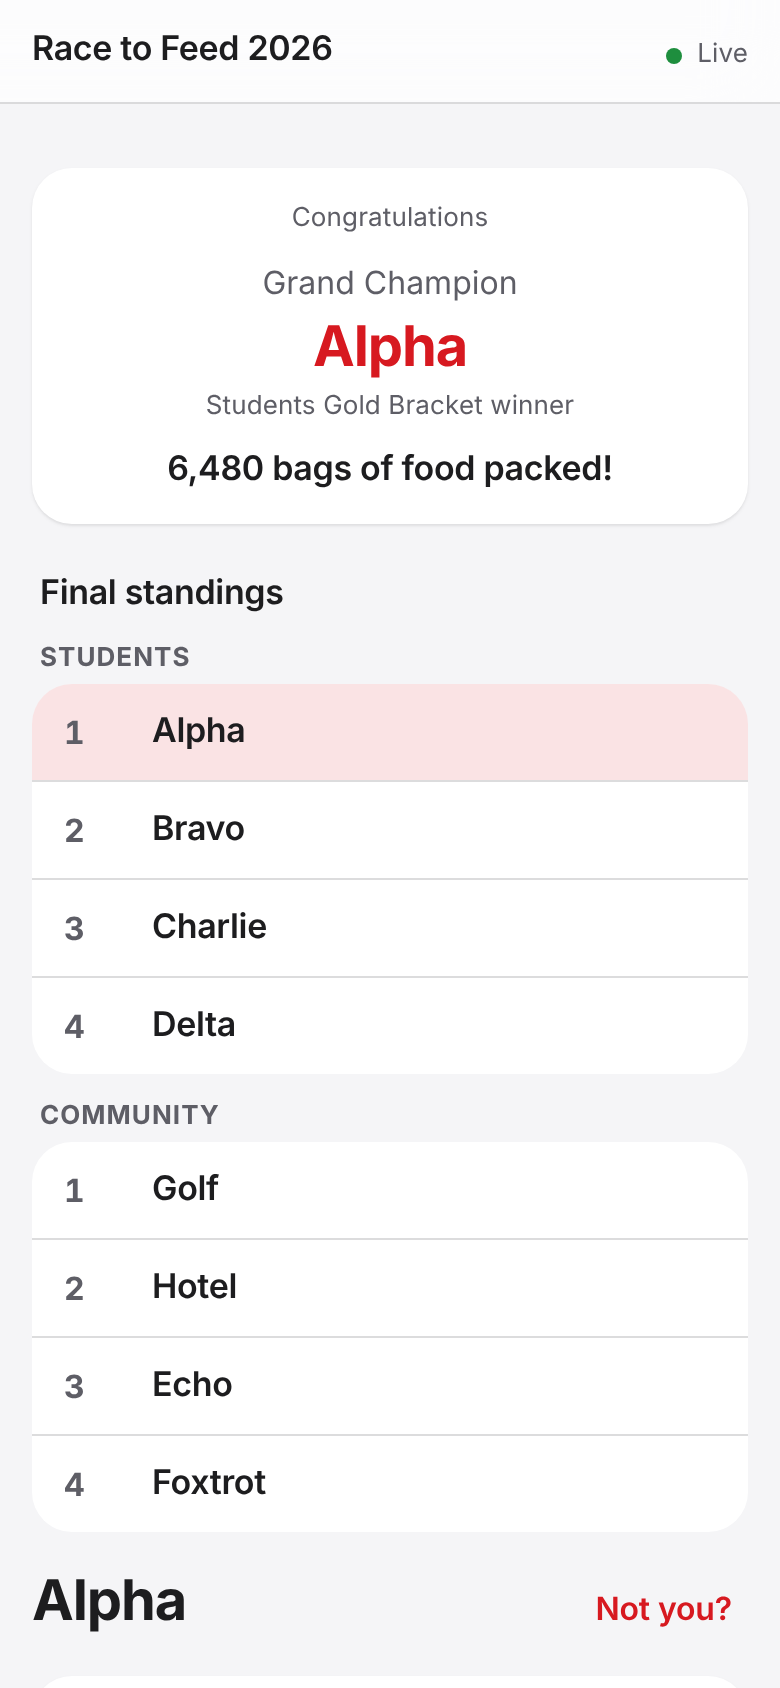 Race to Feed 2026
Live
Congratulations
Grand Champion
Alpha
Students Gold Bracket winner
6,480 bags of food packed!
Final standings
STUDENTS
1 Alpha
2 Bravo
3 Charlie
4 Delta
COMMUNITY
1 Golf
2 Hotel
3 Echo
4 Foxtrot
Alpha
Not you?